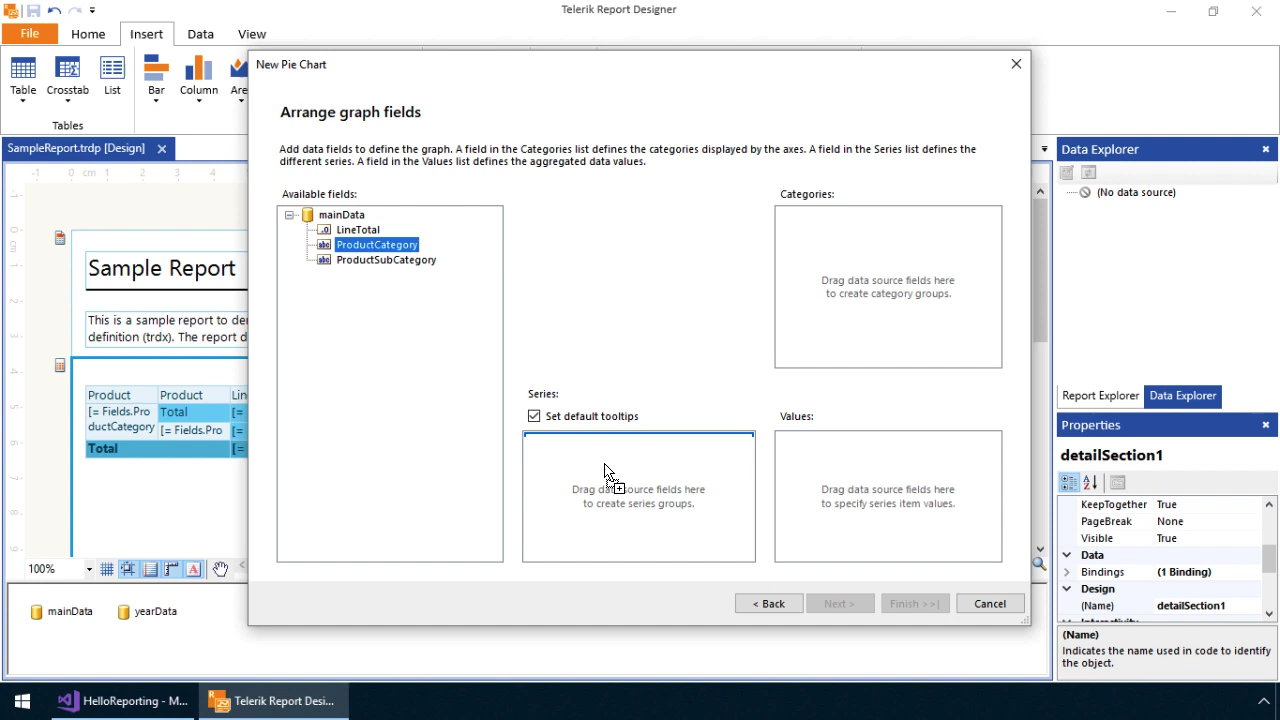 Telerik Report Designer
File
Home
Insert
Data
View
Table
Crosstab
List
Bar
Column
Tables
New Pie Chart
Arrange graph fields
Add data fields to define the graph. A field in the Categories list defines the categories displayed by the axes. A field in the Series list defines the
different series. A field in the Values list defines the aggregated data values.
Available fields:
mainData
LineTotal
ProductCategory
ProductSubCategory
Categories:
Drag data source fields here
to create category groups.
Series:
Set default tooltips
Drag data source fields here
to create series groups.
Values:
Drag data source fields here
to specify series item values.
< Back
Next >
Finish >>|
Cancel
SampleReport.trdp [Design]
-1 0 cm 1 2 3 4
Sample Report
This is a sample report to de
definition (trdx). The report d
Product Product Lin
[= Fields.Pro Total [=
ductCategory [= Fields.Pro [=
Total [=
100%
mainData
yearData
Data Explorer
(No data source)
Report Explorer
Data Explorer
Properties
detailSection1
KeepTogether True
PageBreak None
Visible True
Data
Bindings (1 Binding)
Design
(Name) detailSection1
(Name)
Indicates the name used in code to identify
the object.
HelloReporting - M...
Telerik Report Desi...